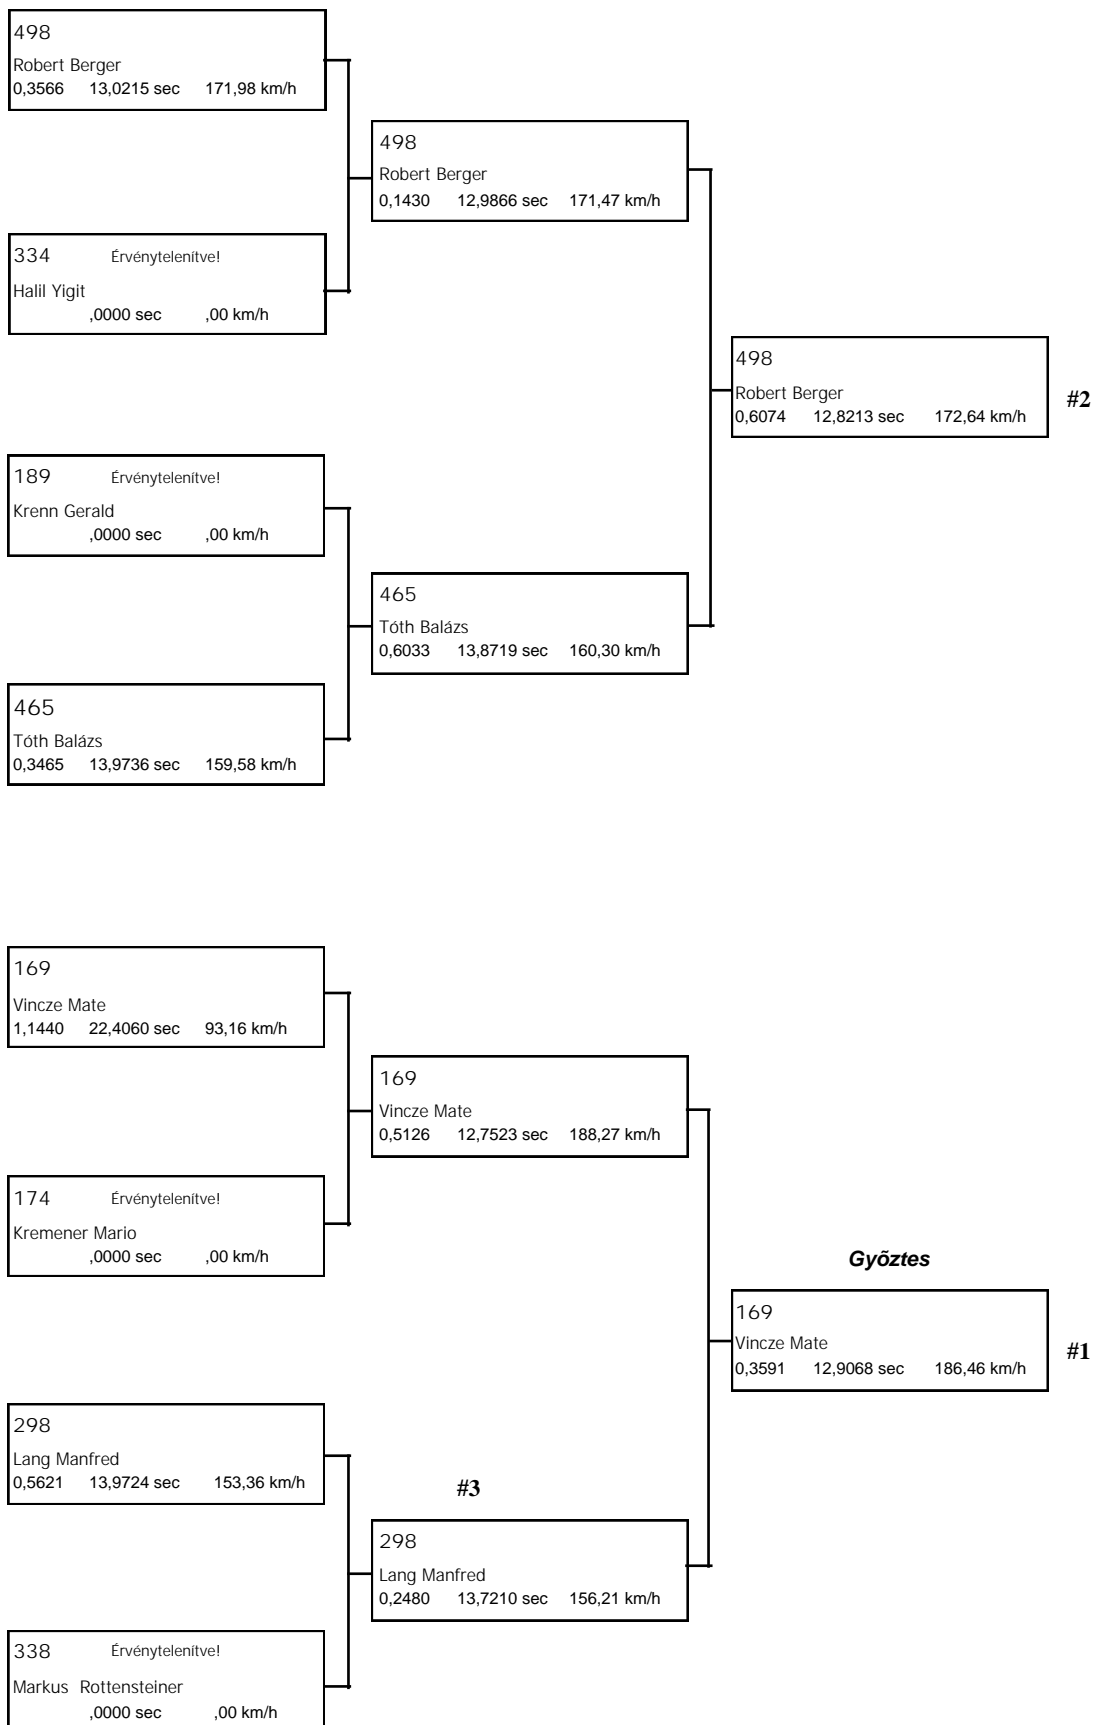 498
Robert Berger
0,3566 13,0215 sec 171,98 km/h
498
Robert Berger
0,1430 12,9866 sec 171,47 km/h
334 Érvénytelenítve!
Halil Yigit
,0000 sec ,00 km/h
498
Robert Berger
0,6074 12,8213 sec 172,64 km/h
#2
189 Érvénytelenítve!
Krenn Gerald
,0000 sec ,00 km/h
465
Tóth Balázs
0,6033 13,8719 sec 160,30 km/h
465
Tóth Balázs
0,3465 13,9736 sec 159,58 km/h
169
Vincze Mate
1,1440 22,4060 sec 93,16 km/h
169
Vincze Mate
0,5126 12,7523 sec 188,27 km/h
174 Érvénytelenítve!
Kremener Mario
,0000 sec ,00 km/h
Gyõztes
169
Vincze Mate
0,3591 12,9068 sec 186,46 km/h
#1
298
Lang Manfred
0,5621 13,9724 sec 153,36 km/h
#3
298
Lang Manfred
0,2480 13,7210 sec 156,21 km/h
338 Érvénytelenítve!
Markus Rottensteiner
,0000 sec ,00 km/h